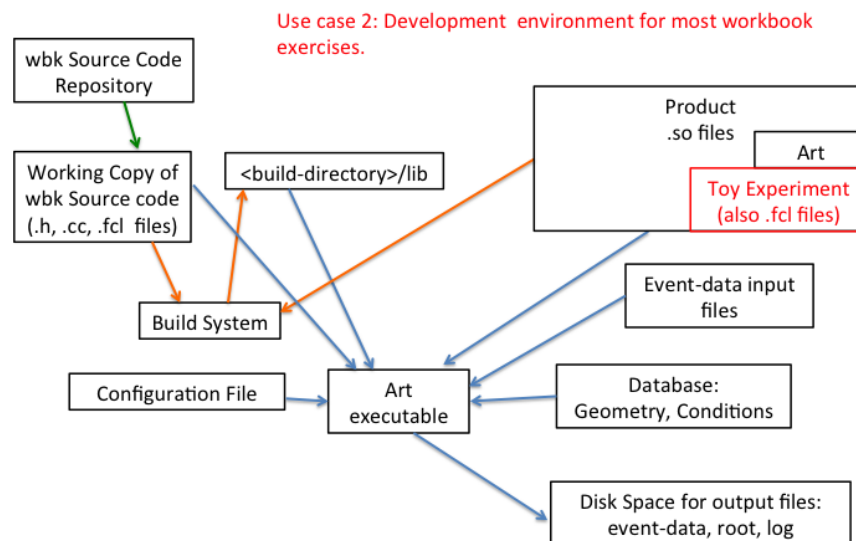 Use case 2: Development environment for most workbook
exercises.
wbk Source Code
Repository
Working Copy of
wbk Source code
(.h, .cc, .fcl files)
<build-directory>/lib
Product
.so files
Art
Toy Experiment
(also .fcl files)
Build System
Event-data input
files
Configuration File
Art
executable
Database:
Geometry, Conditions
Disk Space for output files:
event-data, root, log